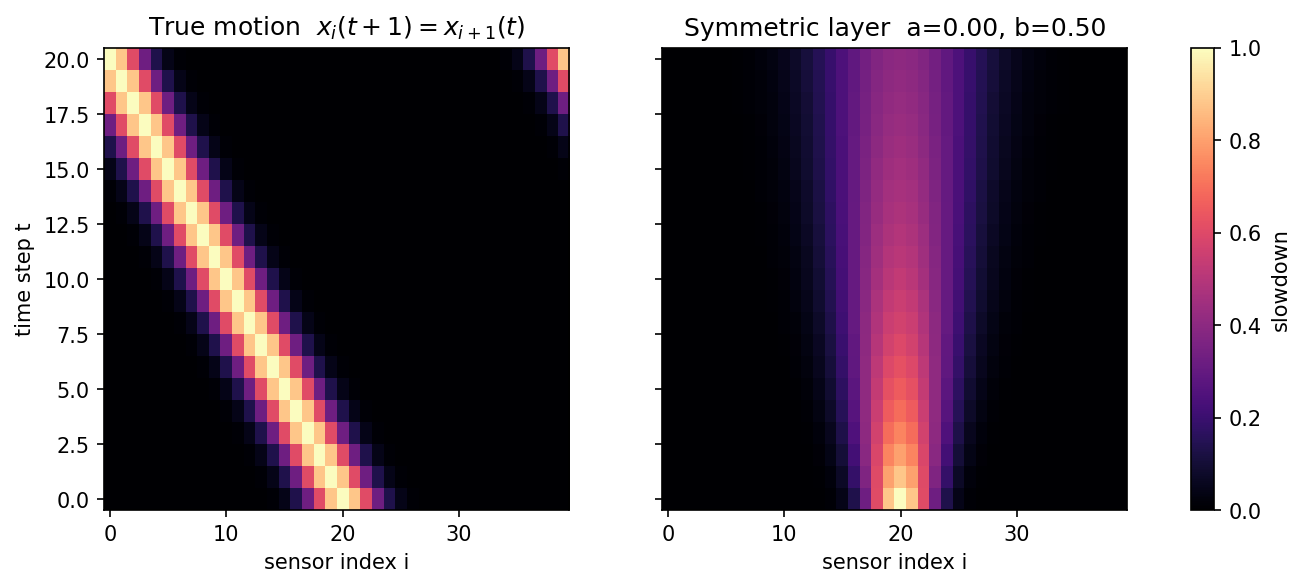 True motion $x_i(t+1) = x_{i+1}(t)$
Symmetric layer a=0.00, b=0.50
time step t
20.0
17.5
15.0
12.5
10.0
7.5
5.0
2.5
0.0
0 10 20 30
sensor index i
0 10 20 30
sensor index i
1.0
0.8
0.6
0.4
0.2
0.0
slowdown